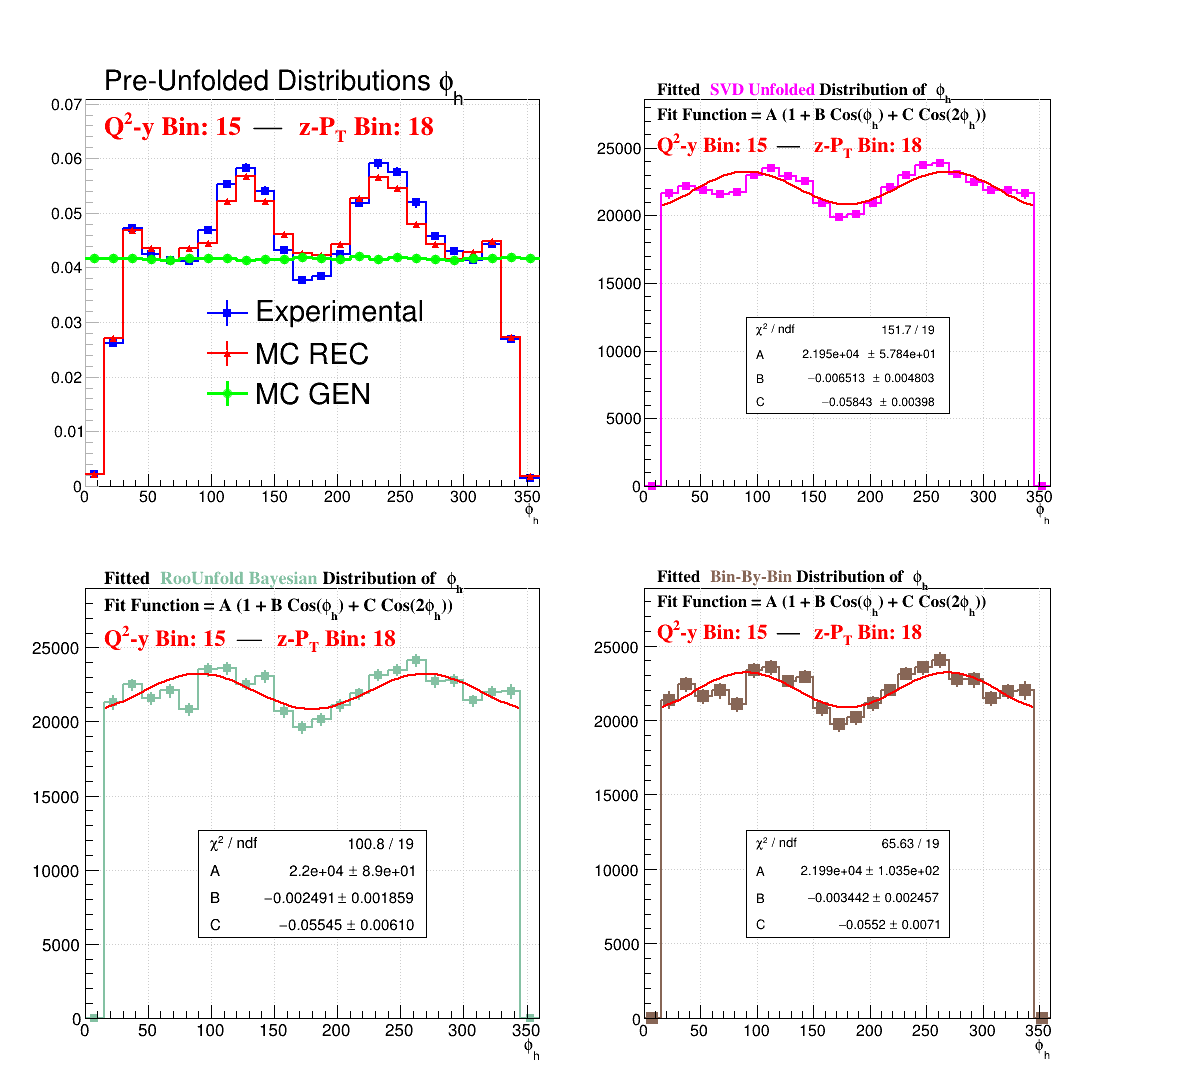 Pre-Unfolded Distributions ϕh
Q²-y Bin: 15 — z-PT Bin: 18
0.07
0.06
0.05
0.04
0.03
0.02
0.01
0
Experimental
MC REC
MC GEN
0 50 100 150 200 250 300 350
ϕh
Fitted SVD Unfolded Distribution of ϕh
Fit Function = A (1 + B Cos(ϕh) + C Cos(2ϕh))
Q²-y Bin: 15 — z-PT Bin: 18
25000
20000
15000
10000
5000
0
χ² / ndf 151.7 / 19
A 2.195e+04 ± 5.784e+01
B −0.006513 ± 0.004803
C −0.05843 ± 0.00398
0 50 100 150 200 250 300 350
ϕh
Fitted RooUnfold Bayesian Distribution of ϕh
Fit Function = A (1 + B Cos(ϕh) + C Cos(2ϕh))
Q²-y Bin: 15 — z-PT Bin: 18
25000
20000
15000
10000
5000
0
χ² / ndf 100.8 / 19
A 2.2e+04 ± 8.9e+01
B −0.002491 ± 0.001859
C −0.05545 ± 0.00610
0 50 100 150 200 250 300 350
ϕh
Fitted Bin-By-Bin Distribution of ϕh
Fit Function = A (1 + B Cos(ϕh) + C Cos(2ϕh))
Q²-y Bin: 15 — z-PT Bin: 18
25000
20000
15000
10000
5000
0
χ² / ndf 65.63 / 19
A 2.199e+04 ± 1.035e+02
B −0.003442 ± 0.002457
C −0.0552 ± 0.0071
0 50 100 150 200 250 300 350
ϕh